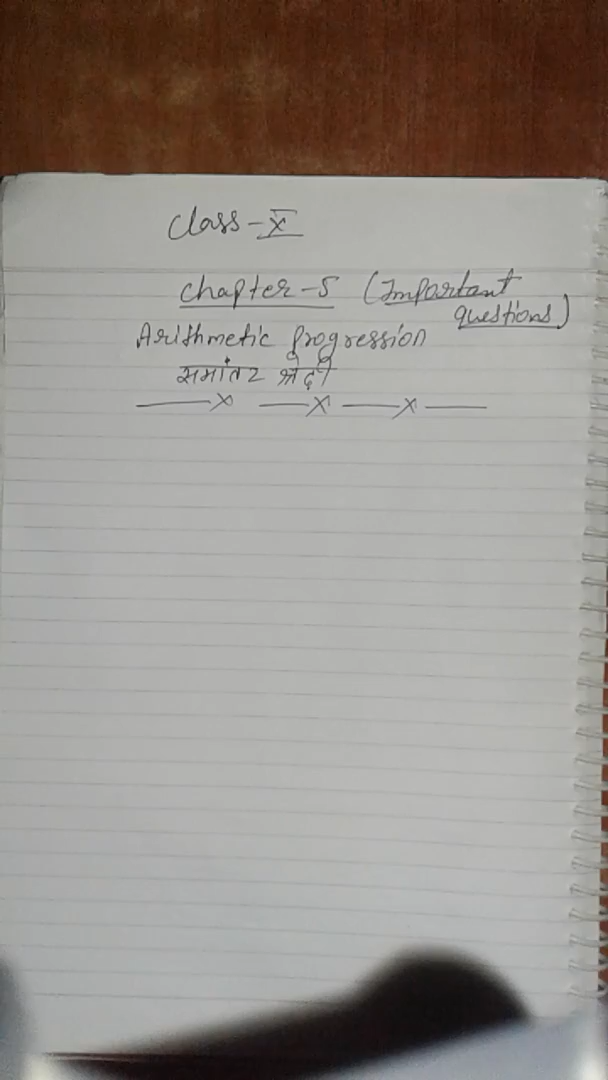 class-X
chapter-5 (Important
questions)
Arithmetic progression
समांतर श्रेढ़ी
——x ——x ——x ——